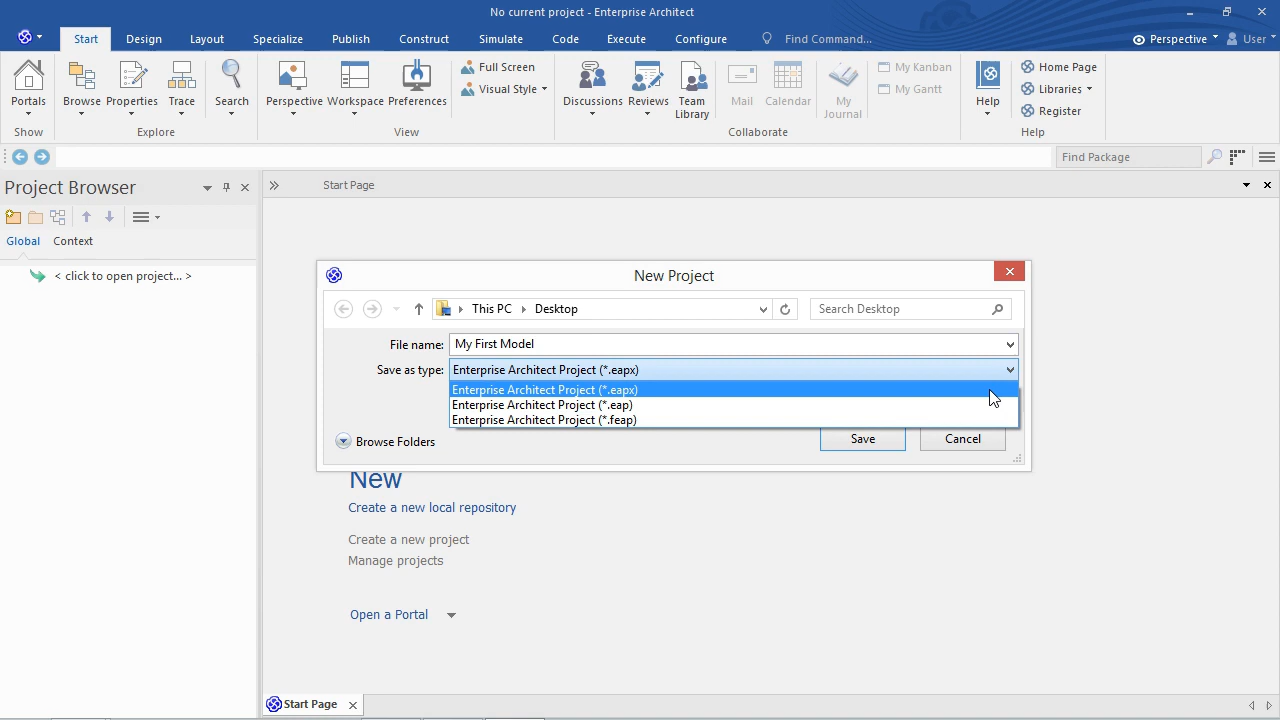 No current project - Enterprise Architect
Start Design Layout Specialize Publish Construct Simulate Code Execute Configure Find Command... Perspective User
Portals Browse Properties Trace Search Perspective Workspace Preferences Full Screen Visual Style Discussions Reviews Team Library Mail Calendar My Journal My Kanban My Gantt Help Home Page Libraries Register
Show Explore View Collaborate Help
Find Package
Project Browser
Start Page
Global Context
< click to open project... >
New Project
This PC Desktop Search Desktop
File name: My First Model
Save as type: Enterprise Architect Project (*.eapx)
Enterprise Architect Project (*.eapx)
Enterprise Architect Project (*.eap)
Enterprise Architect Project (*.feap)
Browse Folders Save Cancel
New
Create a new local repository
Create a new project
Manage projects
Open a Portal
Start Page